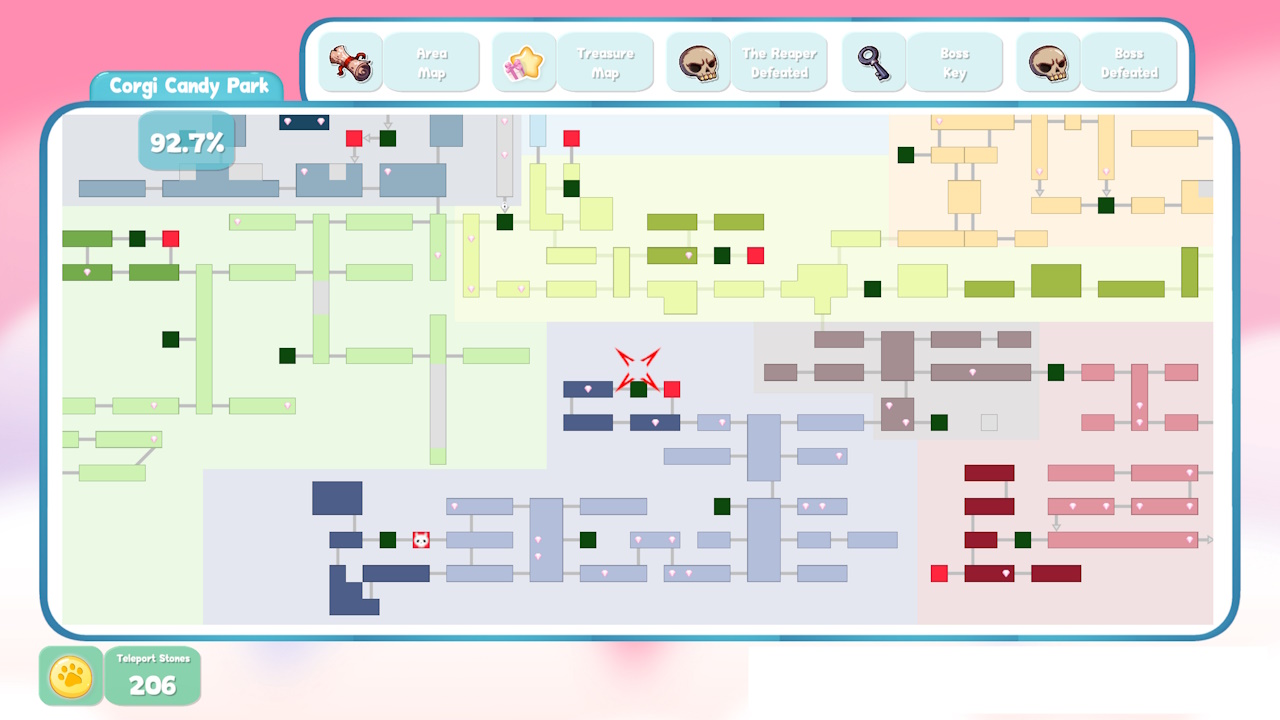 Area
Map
Treasure
Map
The Reaper
Defeated
Boss
Key
Boss
Defeated
Corgi Candy Park
92.7%
Teleport Stones
206